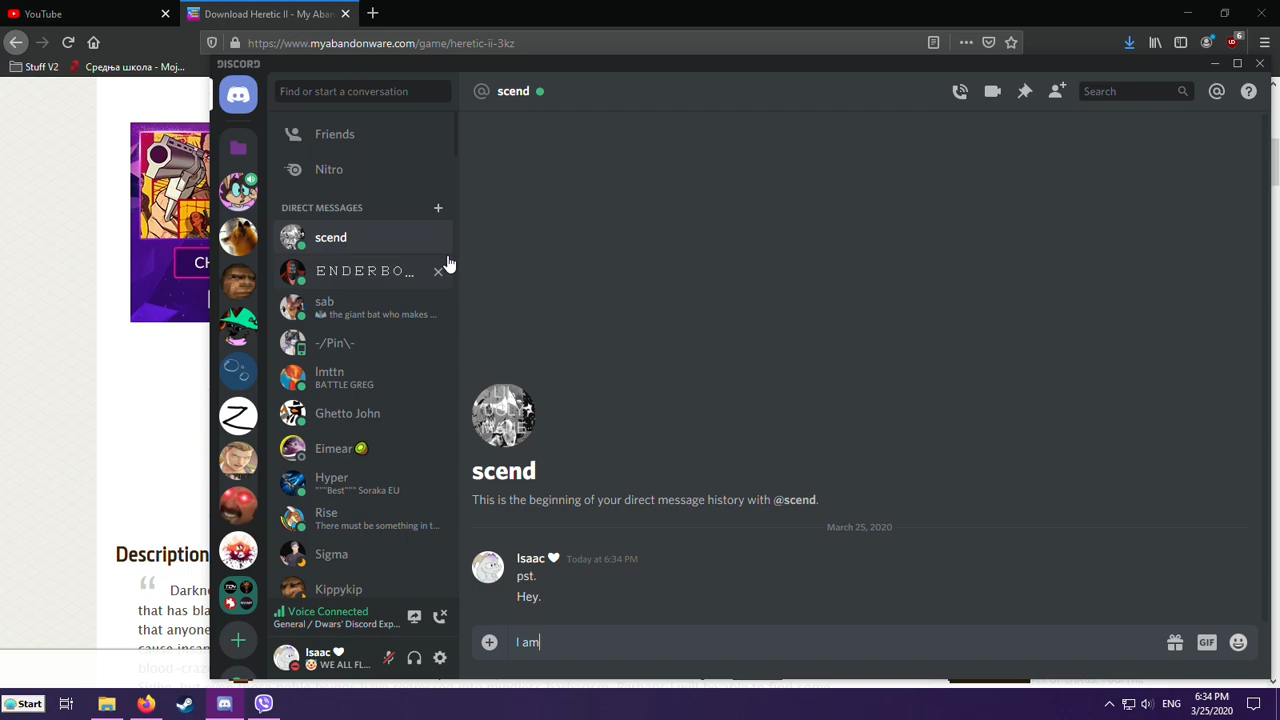 YouTube
Download Heretic II - My Aban
https://www.myabandonware.com/game/heretic-ii-3kz
6
Stuff V2
Средња школа - Мој...
DISCORD
Find or start a conversation
scend
Search
Friends
Nitro
DIRECT MESSAGES
scend
E N D E R B O ...
sab
the giant bat who makes ...
-/Pin\-
lmttn
BATTLE GREG
Ghetto John
Eimear🥝
Hyper
"""Best""" Soraka EU
Rise
There must be something in t...
Sigma
Kippykip
CH
Description
“ Darkne
that has bla
that anyone
cause insan
blood-craz
scend
This is the beginning of your direct message history with @scend.
March 25, 2020
Isaac 🤍 Today at 6:34 PM
pst.
Hey.
I am
GIF
Voice Connected
General / Dwars' Discord Exp...
Isaac 🤍
🤡 WE ALL FL...
Start
ENG
6:34 PM
3/25/2020